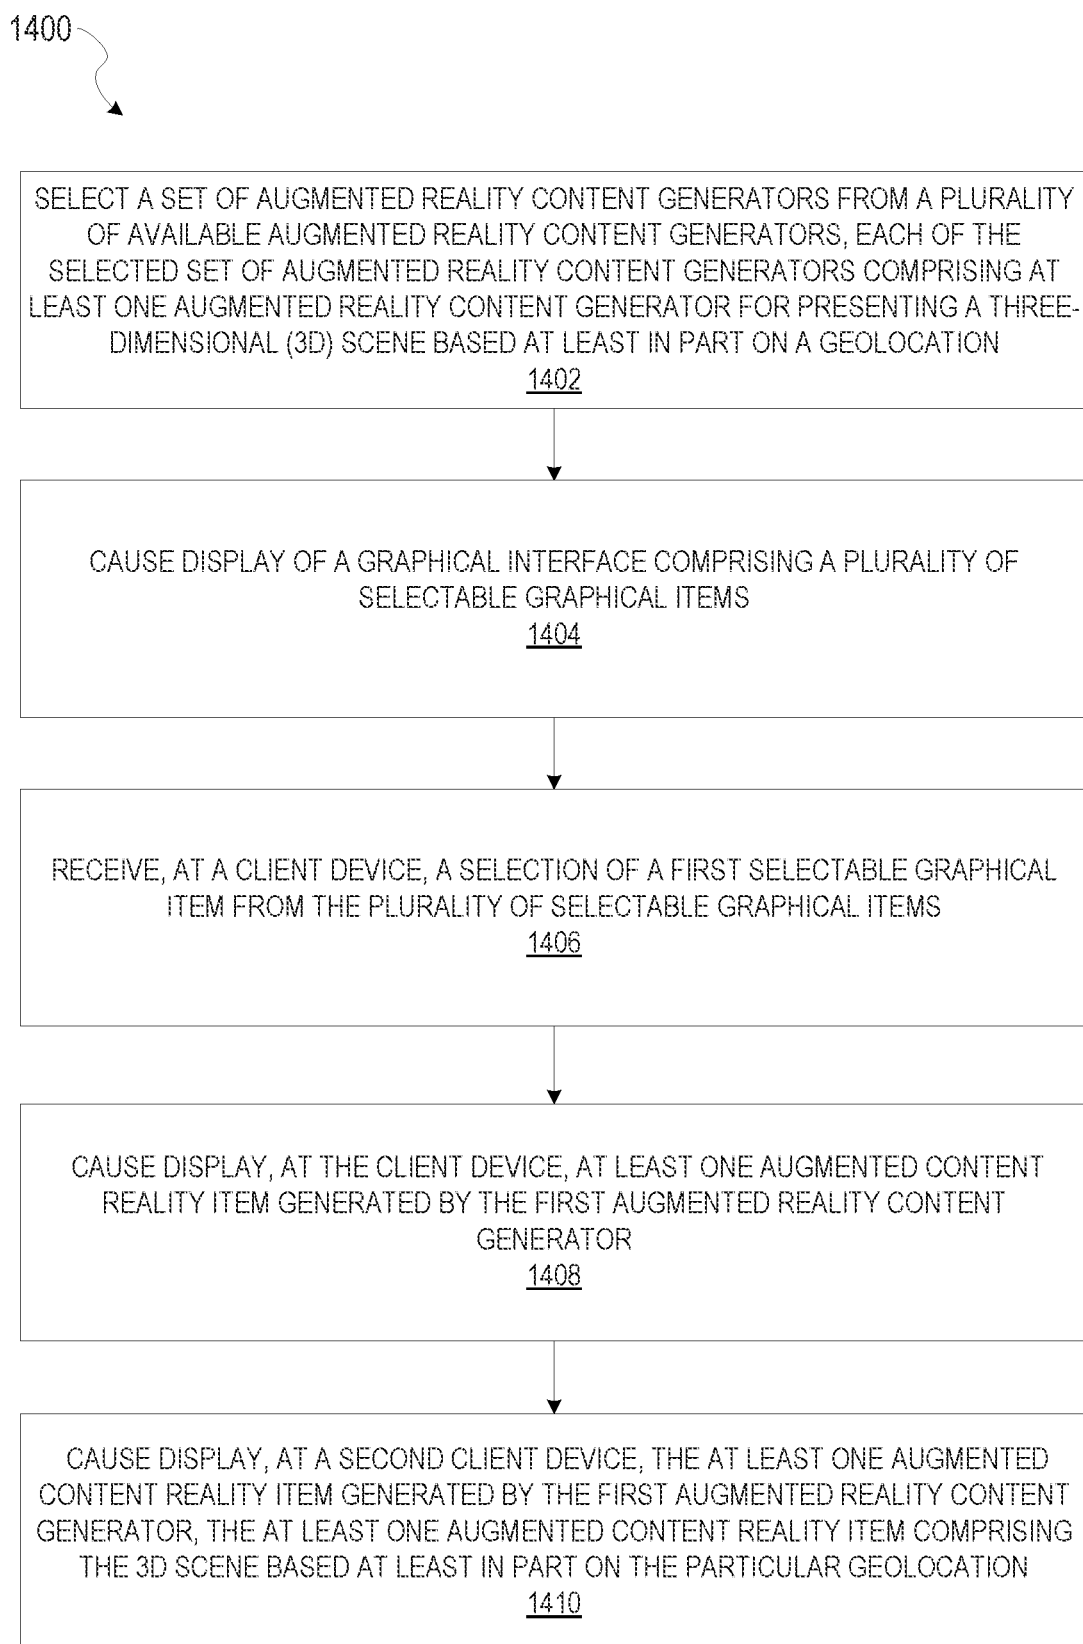 1400
SELECT A SET OF AUGMENTED REALITY CONTENT GENERATORS FROM A PLURALITY
OF AVAILABLE AUGMENTED REALITY CONTENT GENERATORS, EACH OF THE
SELECTED SET OF AUGMENTED REALITY CONTENT GENERATORS COMPRISING AT
LEAST ONE AUGMENTED REALITY CONTENT GENERATOR FOR PRESENTING A THREE-
DIMENSIONAL (3D) SCENE BASED AT LEAST IN PART ON A GEOLOCATION
1402
CAUSE DISPLAY OF A GRAPHICAL INTERFACE COMPRISING A PLURALITY OF
SELECTABLE GRAPHICAL ITEMS
1404
RECEIVE, AT A CLIENT DEVICE, A SELECTION OF A FIRST SELECTABLE GRAPHICAL
ITEM FROM THE PLURALITY OF SELECTABLE GRAPHICAL ITEMS
1406
CAUSE DISPLAY, AT THE CLIENT DEVICE, AT LEAST ONE AUGMENTED CONTENT
REALITY ITEM GENERATED BY THE FIRST AUGMENTED REALITY CONTENT
GENERATOR
1408
CAUSE DISPLAY, AT A SECOND CLIENT DEVICE, THE AT LEAST ONE AUGMENTED
CONTENT REALITY ITEM GENERATED BY THE FIRST AUGMENTED REALITY CONTENT
GENERATOR, THE AT LEAST ONE AUGMENTED CONTENT REALITY ITEM COMPRISING
THE 3D SCENE BASED AT LEAST IN PART ON THE PARTICULAR GEOLOCATION
1410